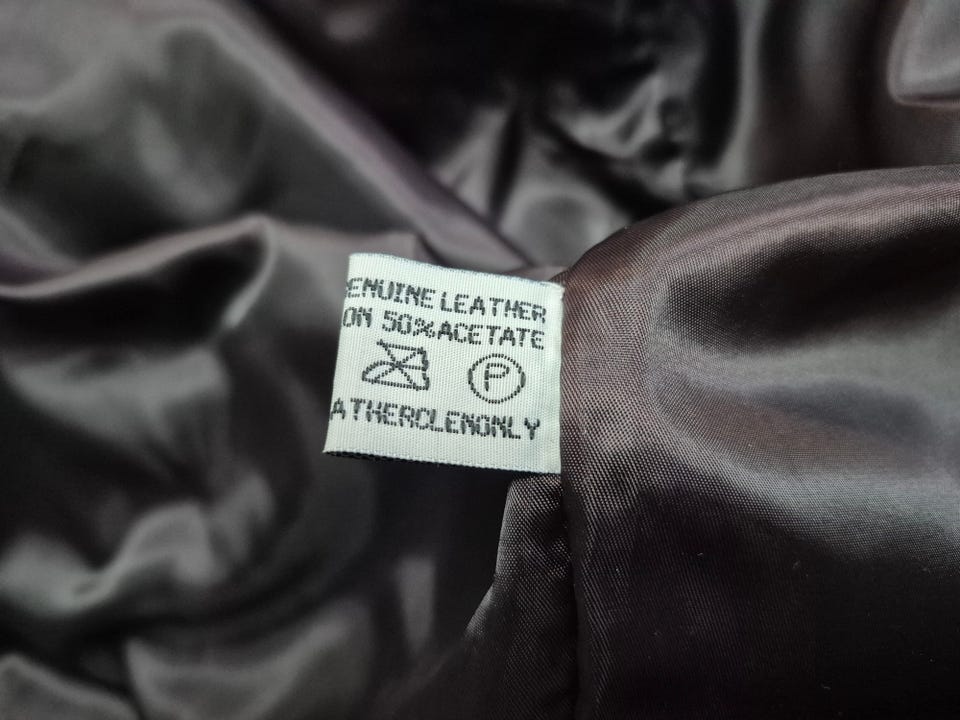 ENUINE LEATHER
ON 50%ACETATE
P
ATHERCLENONLY